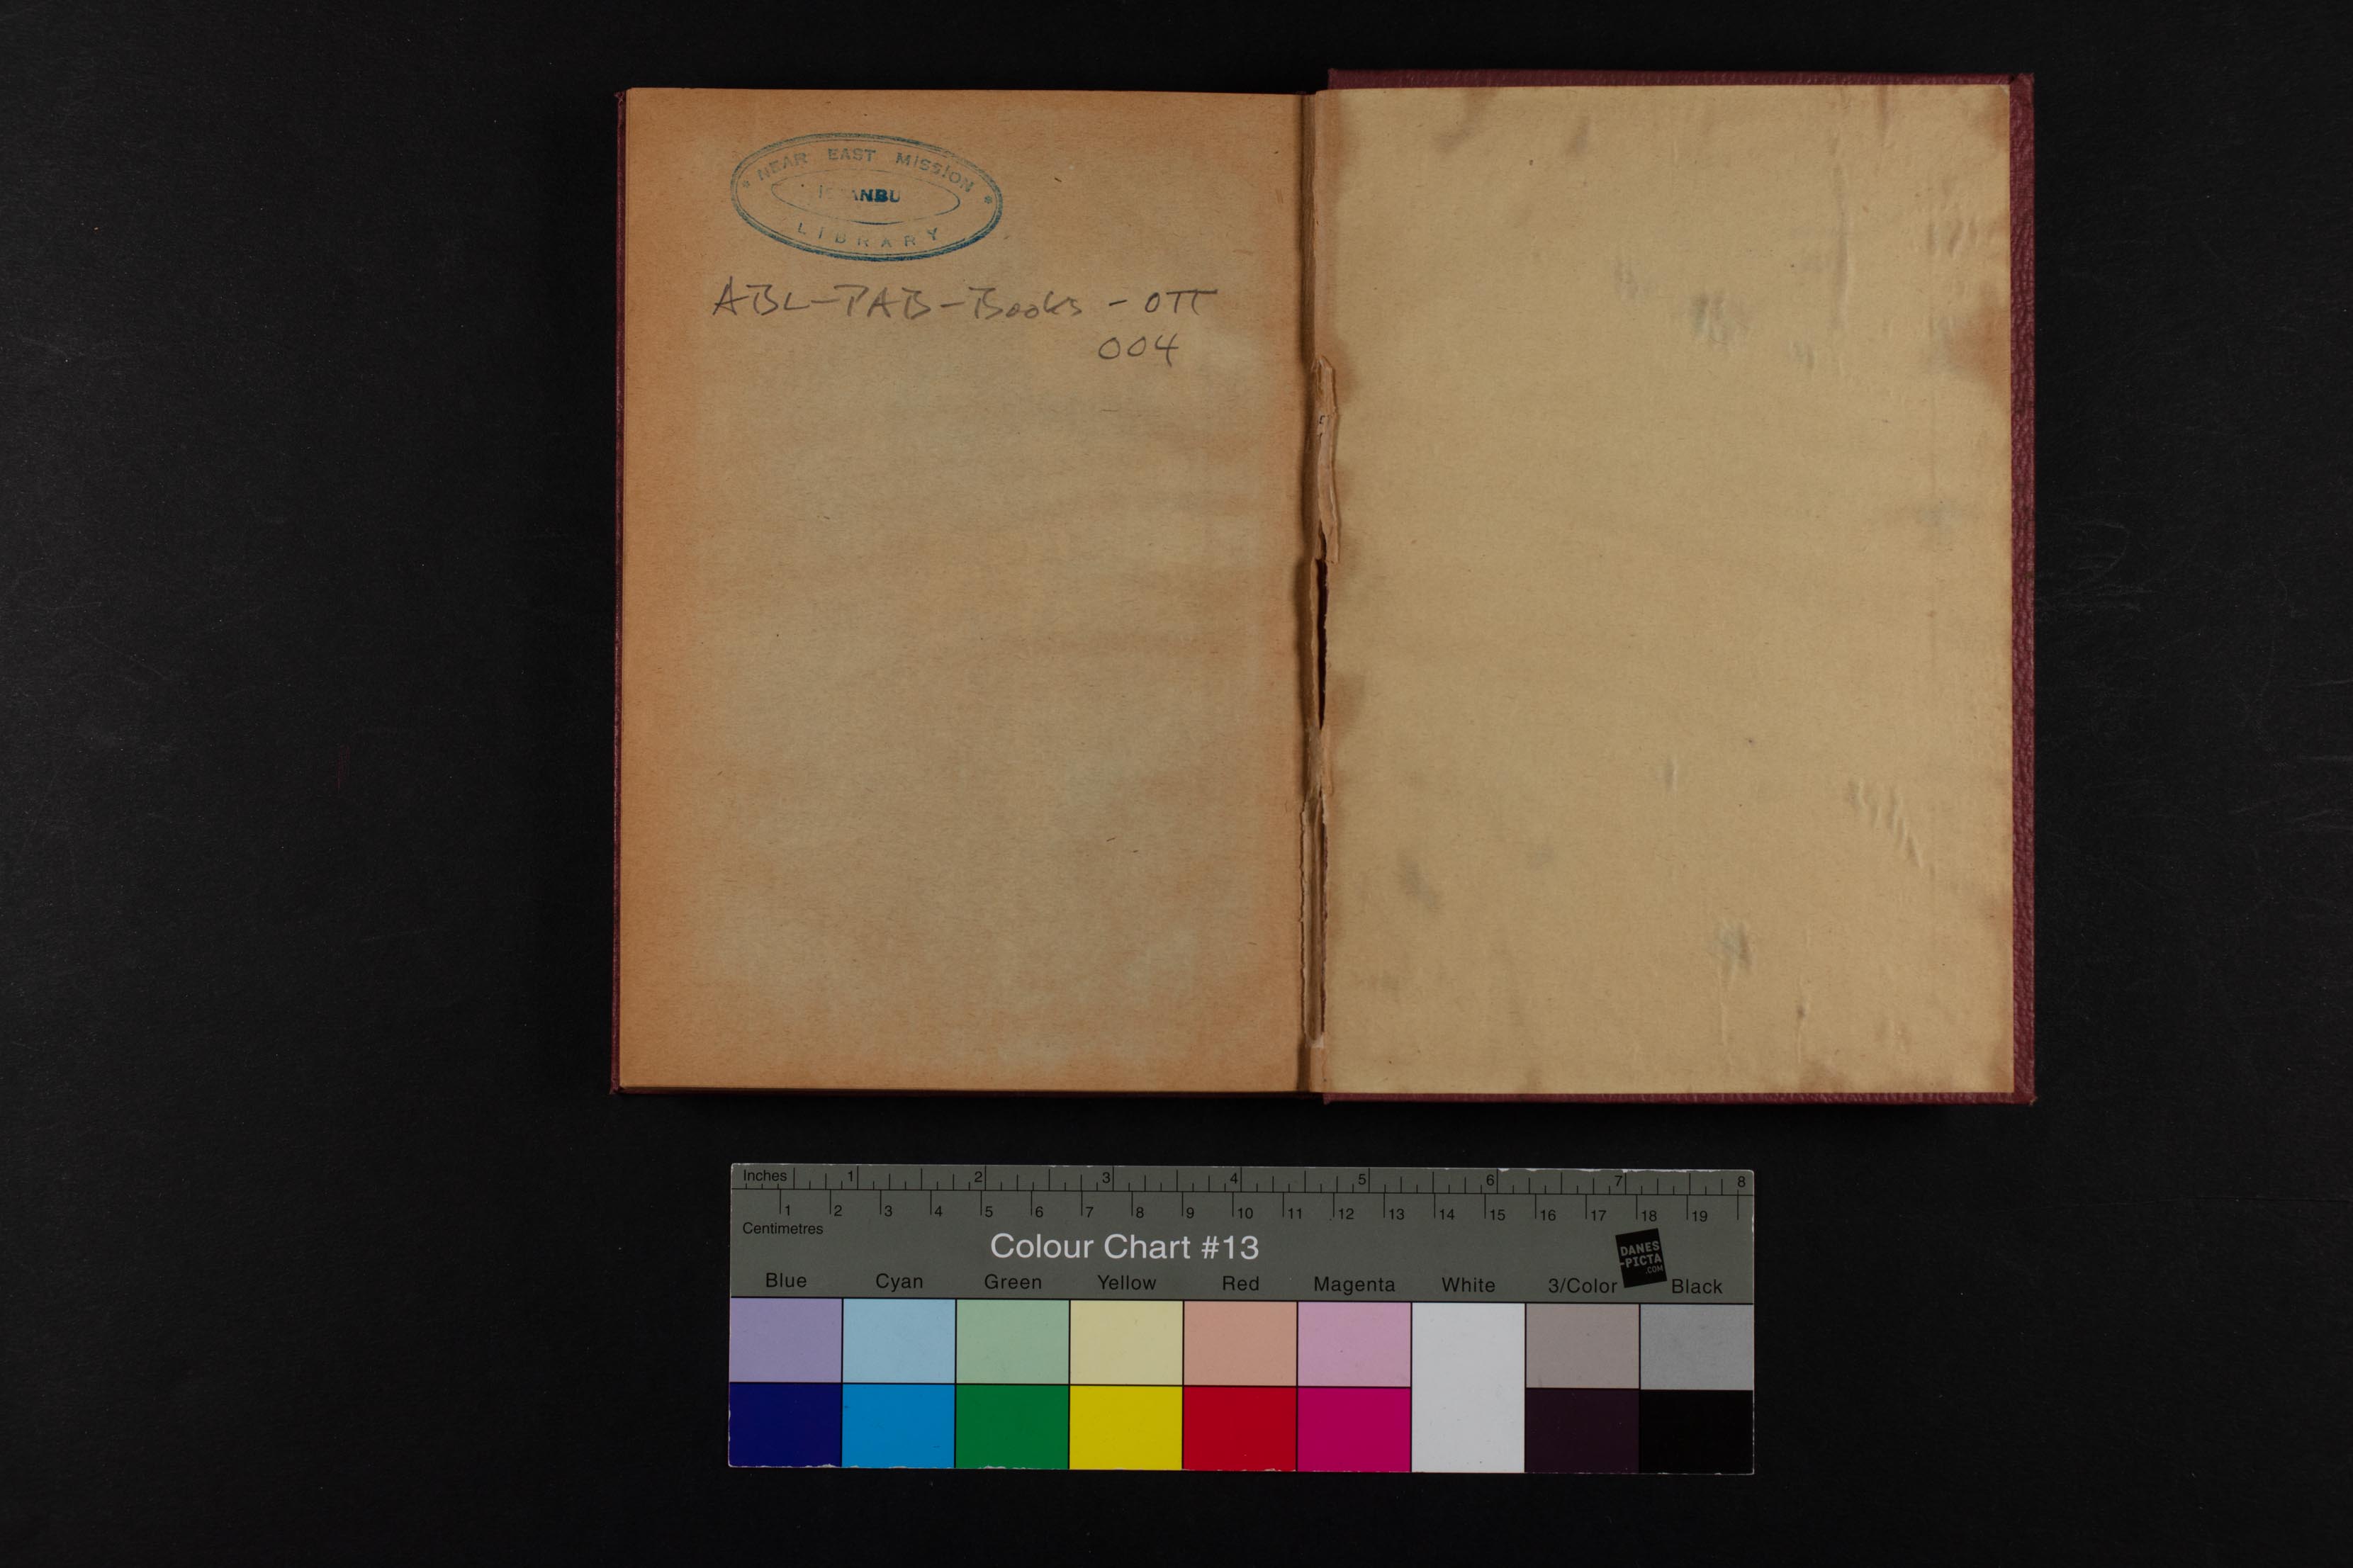 NEAR EAST MISSION
LIBRARY
ABL-PAB-Books - OTT
004
Inches 1 2 3 4 5 6 7 8
1 2 3 4 5 6 7 8 9 10 11 12 13 14 15 16 17 18 19
Centimetres
Colour Chart #13
DANES
-PICTA
.COM
Blue Cyan Green Yellow Red Magenta White 3/Color Black